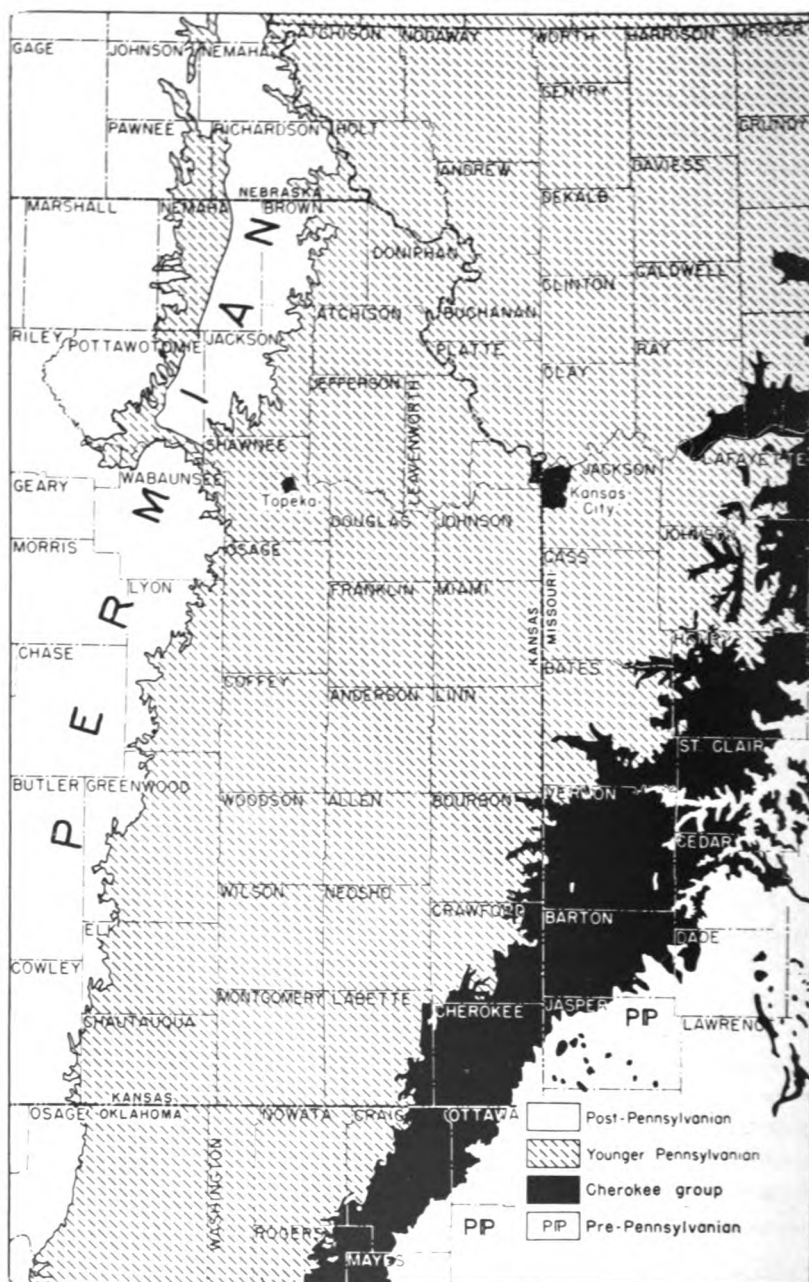 ATCHISON NODAWAY WORTH HARRISON MERCER
GAGE JOHNSON NEMAHA
GENTRY
PAWNEE RICHARDSON HOLT GRUNDY
ANDREW DAVIESS
NEBRASKA DEKALB
MARSHALL NEMAHA BROWN
DONIPHAN
CLINTON CALDWELL
ATCHISON BUCHANAN
RILEY POTTAWOTOMIE JACKSON PLATTE RAY
CLAY
JEFFERSON
LEAVENWORTH
SHAWNEE
WABAUNSEE JACKSON LAFAYETTE
GEARY Topeka Kansas
City
DOUGLAS JOHNSON JOHNSON
MORRIS OSAGE CASS
LYON FRANKLIN MIAMI
KANSAS
MISSOURI
HENRY
CHASE BATES
COFFEY ANDERSON LINN
ST. CLAIR
BUTLER GREENWOOD
WOODSON ALLEN BOURBON VERNON
CEDAR
WILSON NEOSHO
CRAWFORD BARTON
ELK DADE
COWLEY
MONTGOMERY LABETTE
CHEROKEE JASPER
CHAUTAUQUA PIP LAWRENC
KANSAS
OSAGE OKLAHOMA NOWATA CRAIG OTTAWA
WASHINGTON
ROGERS PIP
MAYES
PERMIAN
Post-Pennsylvanian
Younger Pennsylvanian
Cherokee group
PIP Pre-Pennsylvanian